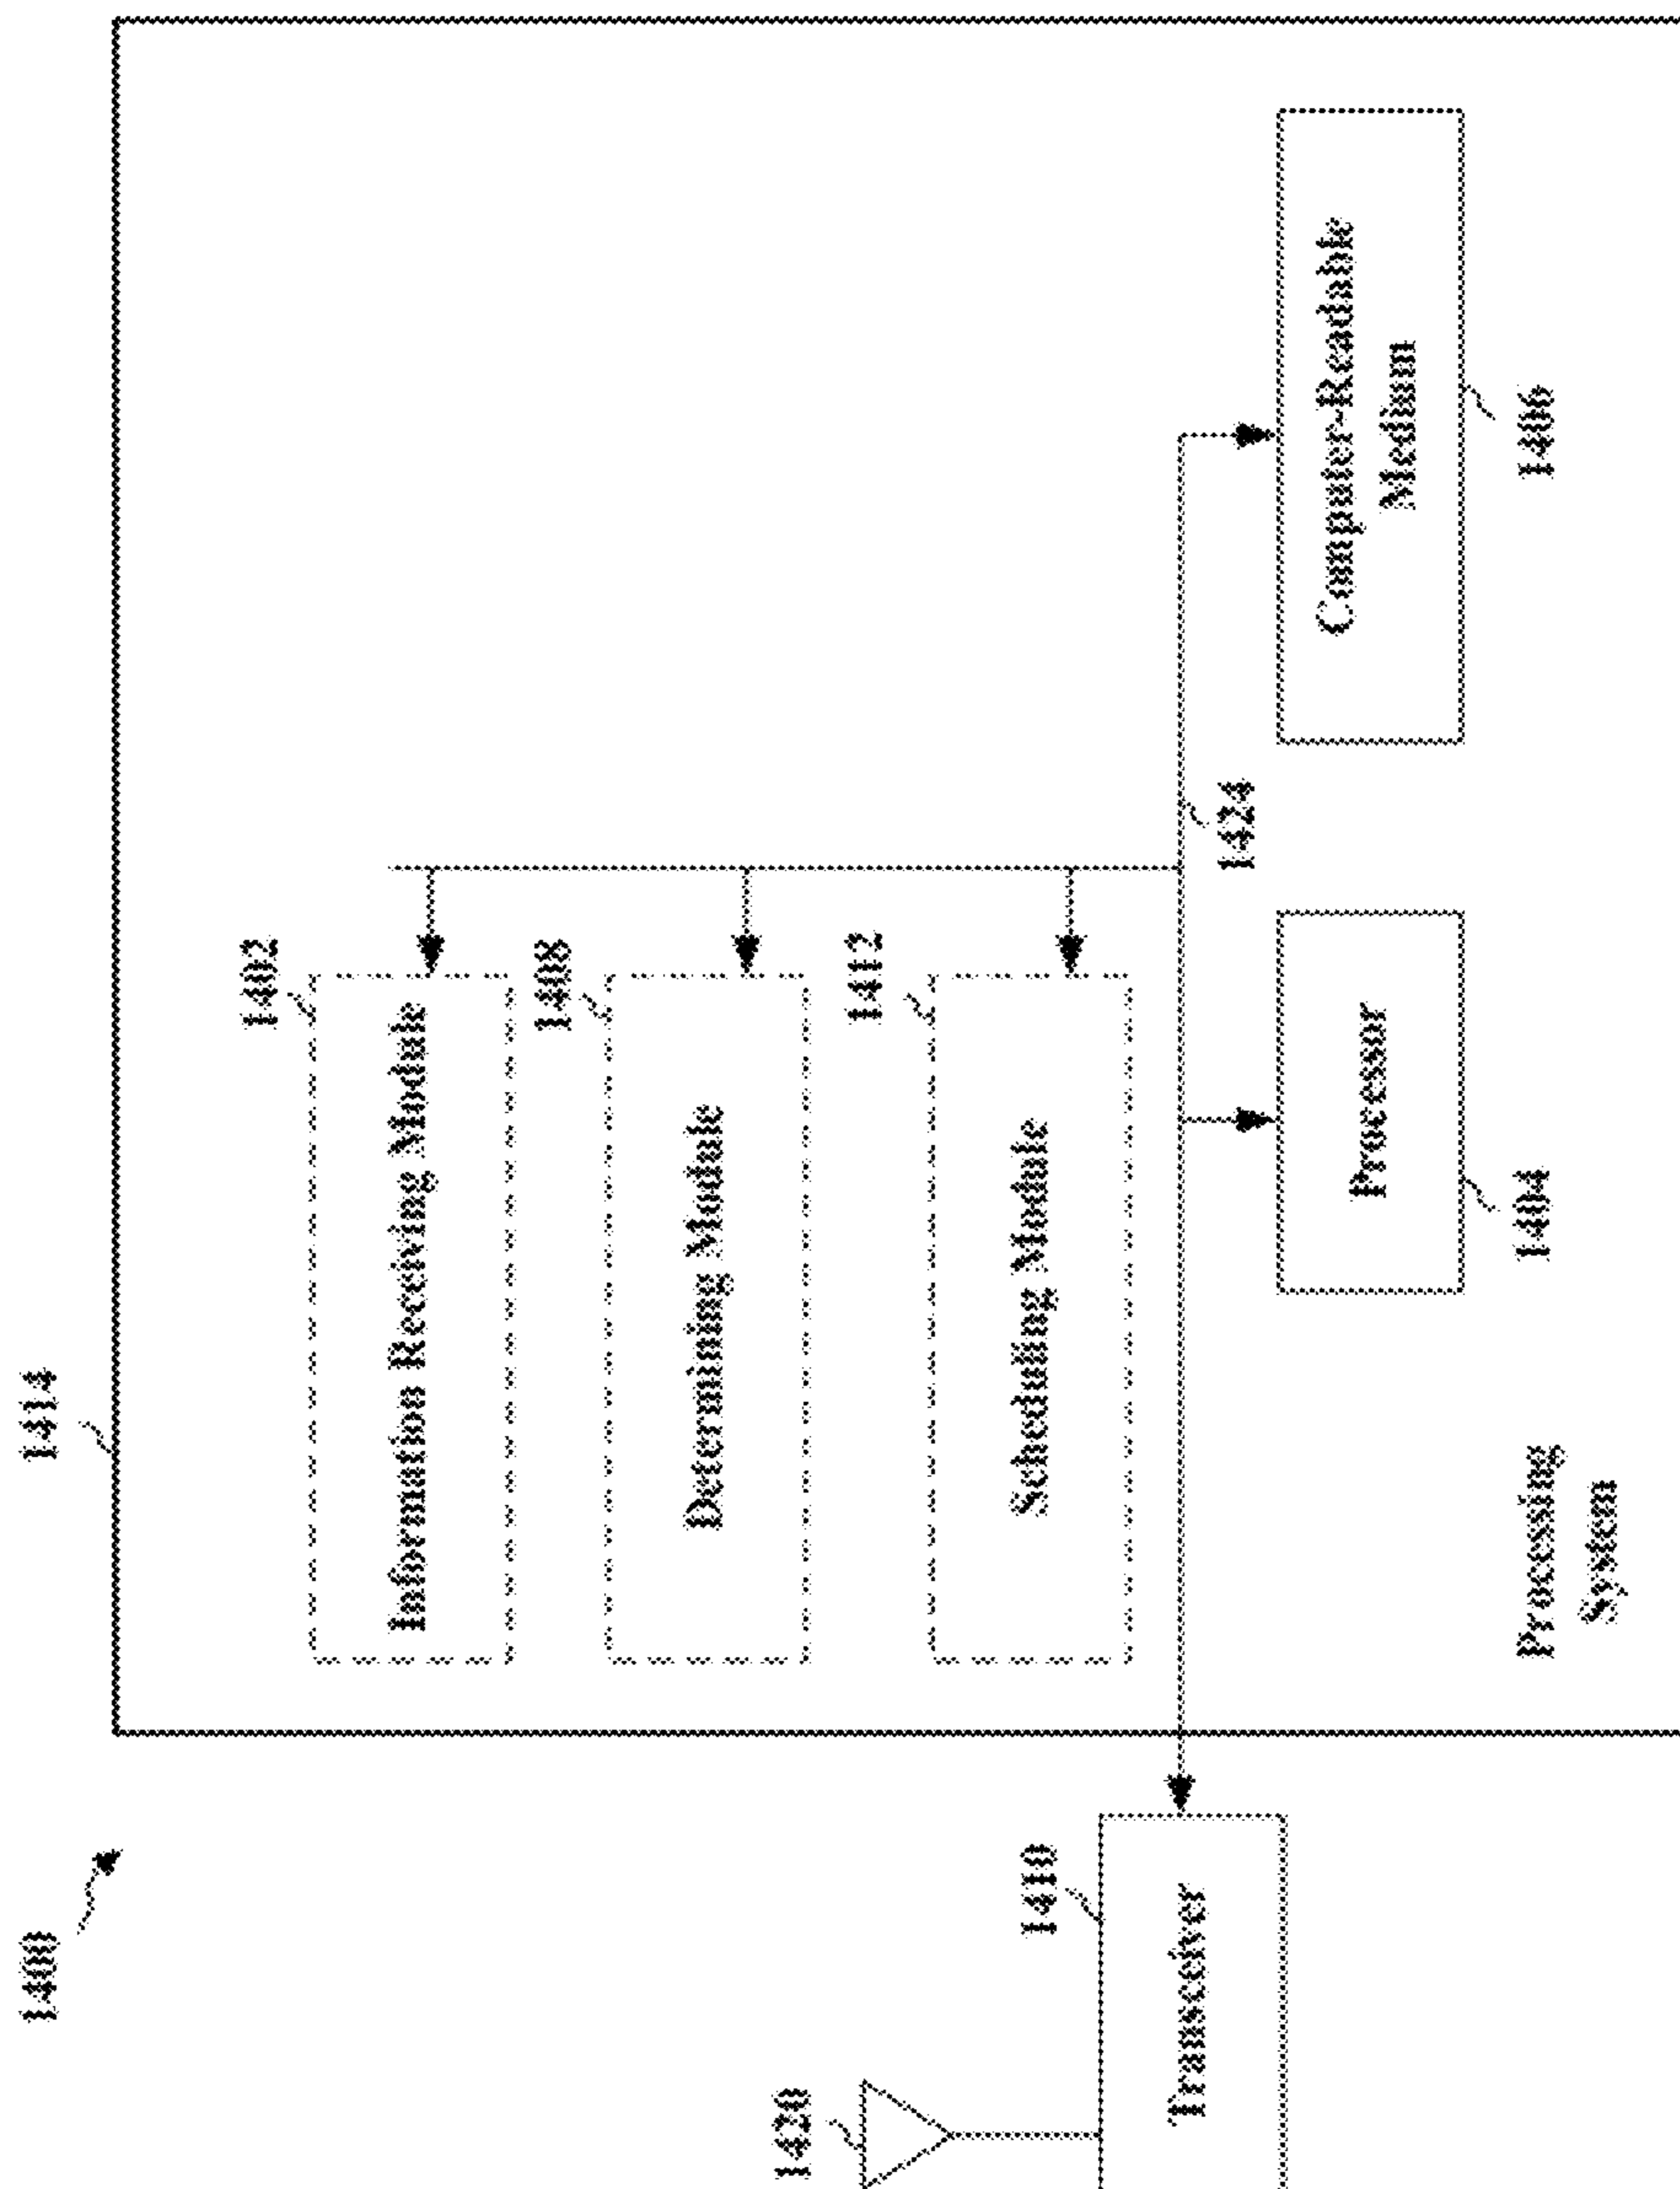 1400
1414
1402
Information Receiving Module
1408
Determining Module
1412
Scheduling Module
1420
1410
Transceiver
1424
Processor
1404
Computer-Readable
Medium
1406
Processing
System